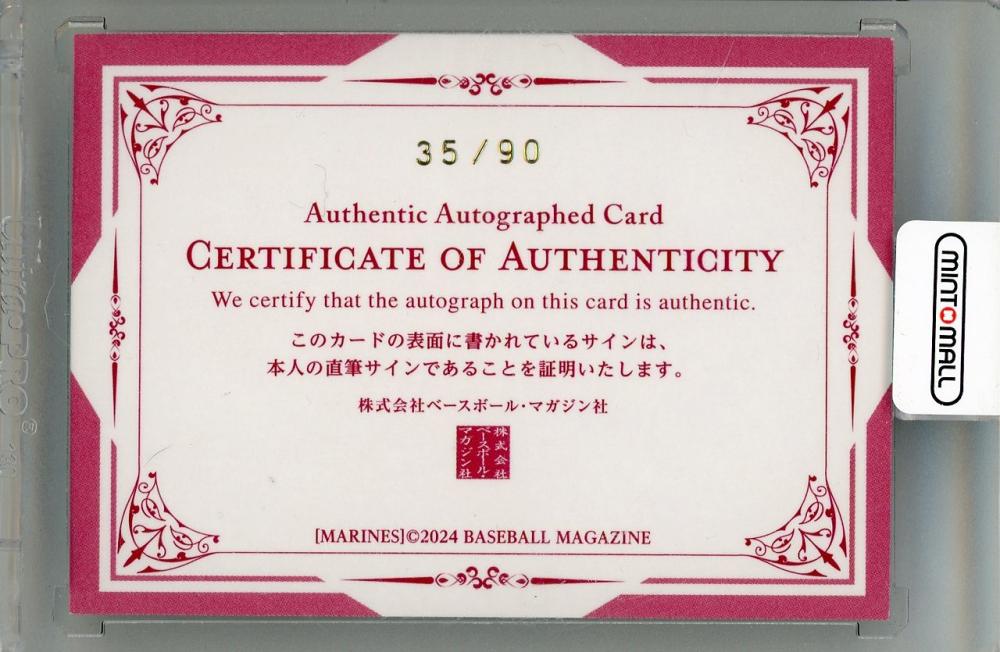 35/90
Authentic Autographed Card
CERTIFICATE OF AUTHENTICITY
We certify that the autograph on this card is authentic.
このカードの表面に書かれているサインは、
本人の直筆サインであることを証明いたします。
株式会社ベースボール・マガジン社
株式会社
ベースボール・
マガジン社
[MARINES]©2024 BASEBALL MAGAZINE
MINT MALL
ULTRA PRO®